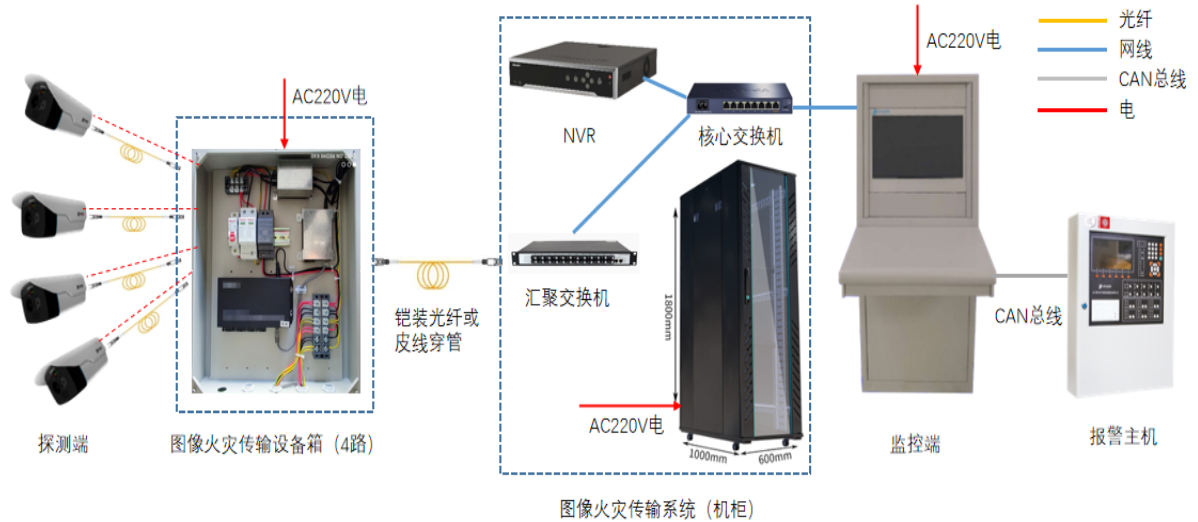 光纤
网线
CAN总线
电
AC220V电
AC220V电
NVR
核心交换机
汇聚交换机
铠装光纤或
皮线穿管
1800mm
AC220V电
1000mm
600mm
CAN总线
探测端
图像火灾传输设备箱（4路）
监控端
报警主机
图像火灾传输系统（机柜）